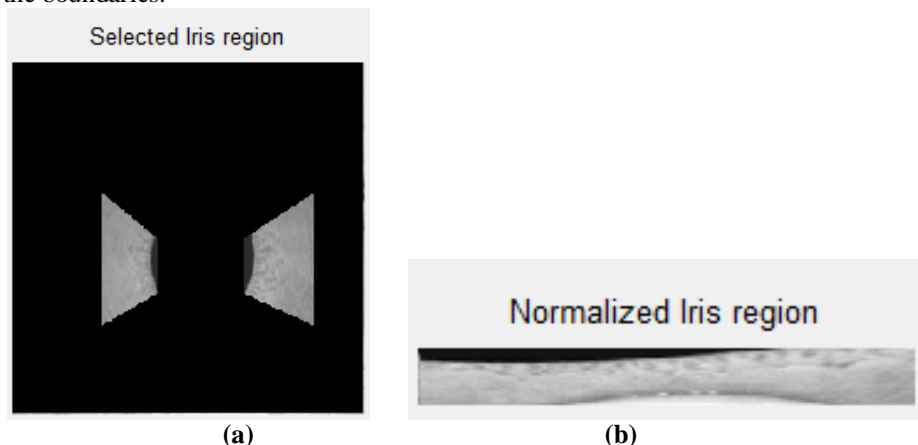 the boundaries.
Selected Iris region
Normalized Iris region
(a)
(b)